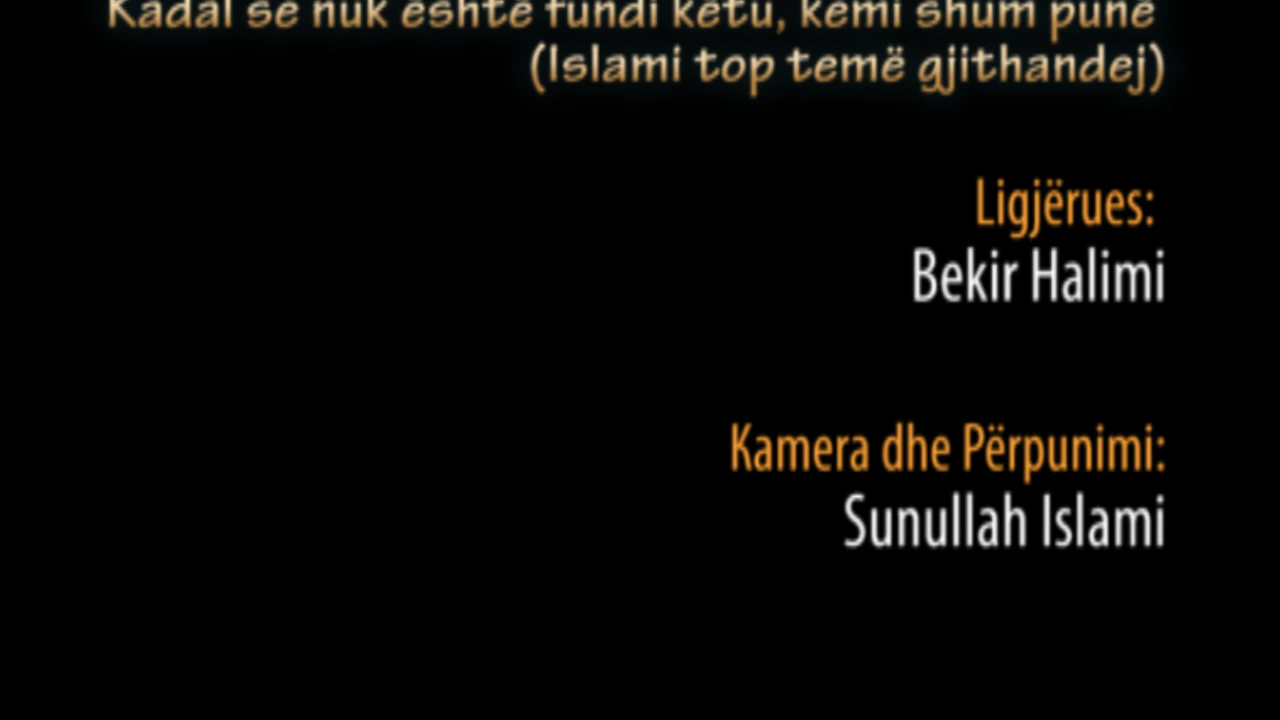 Kadal se nuk është fundi këtu, kemi shum punë
(Islami top temë gjithandej)
Ligjërues:
Bekir Halimi
Kamera dhe Përpunimi:
Sunullah Islami